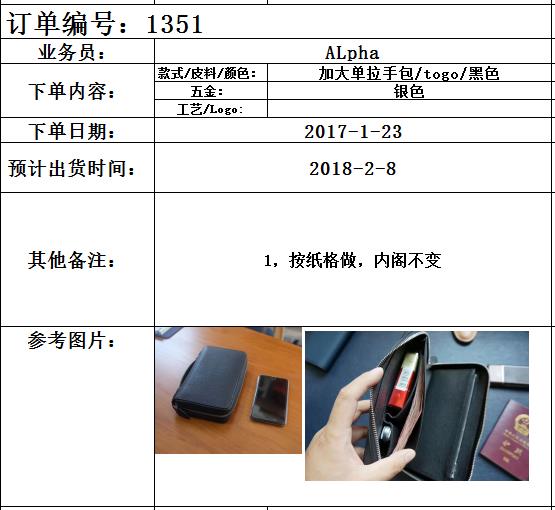 订单编号：1351
业务员： ALpha
下单内容： 款式/皮料/颜色： 加大单拉手包/togo/黑色
五金： 银色
工艺/Logo:
下单日期： 2017-1-23
预计出货时间： 2018-2-8
其他备注： 1，按纸格做，内阁不变
参考图片：